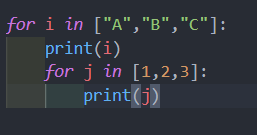 for i in ["A","B","C"]:
    print(i)
    for j in [1,2,3]:
        print(j)